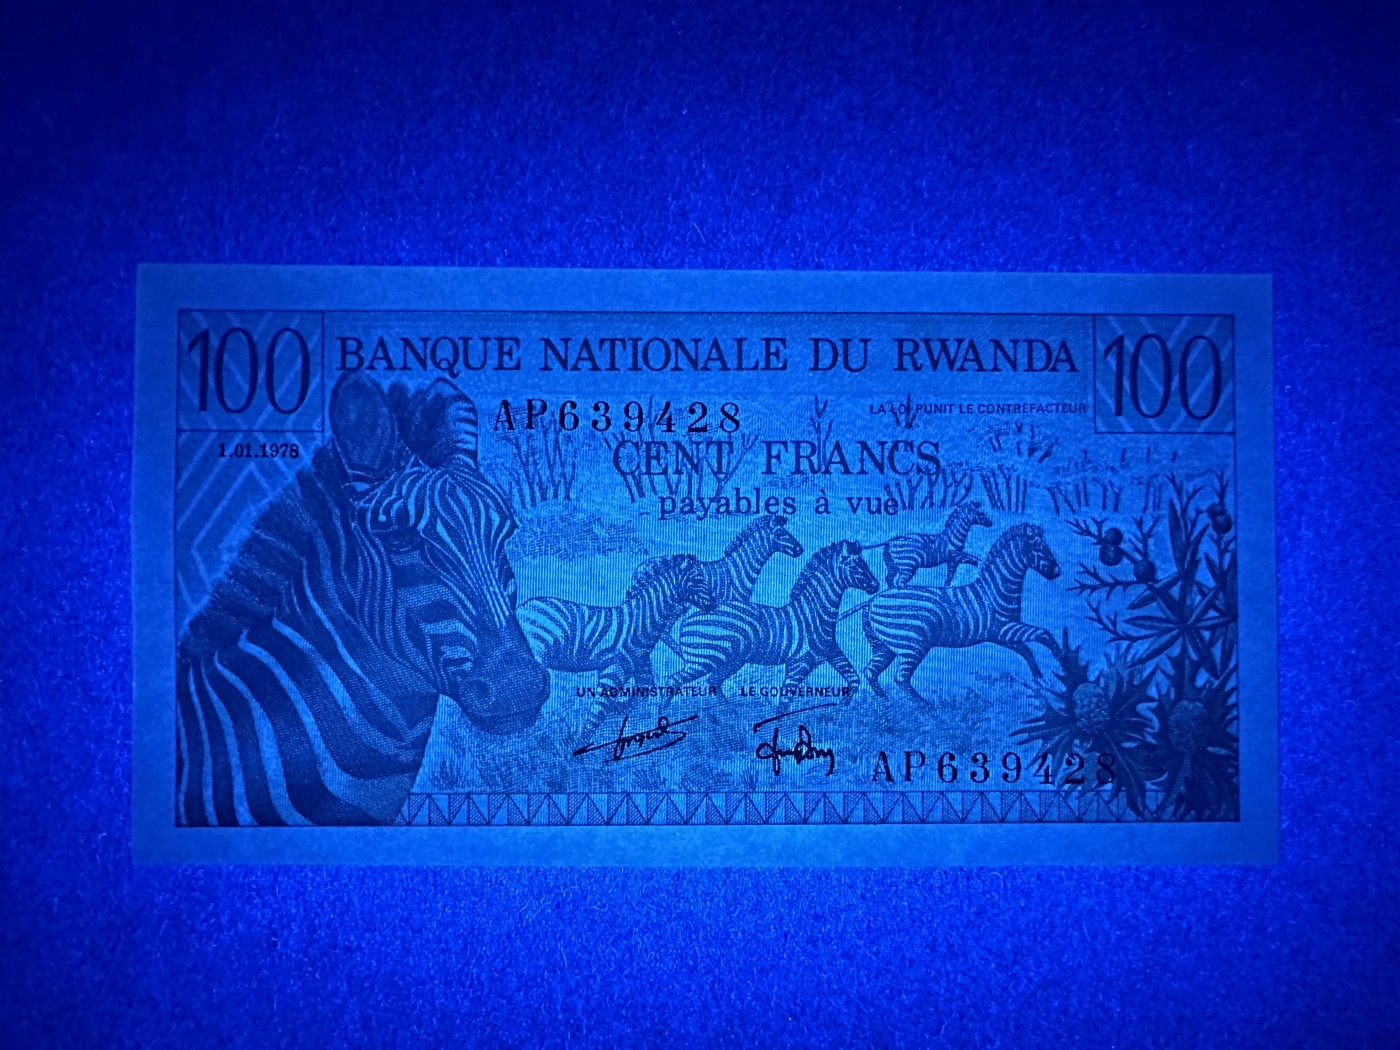 100 BANQUE NATIONALE DU RWANDA 100
AP639428
LA LOI PUNIT LE CONTREFACTEUR
1.01.1978
CENT FRANCS
payables à vue
UN ADMINISTRATEUR LE GOUVERNEUR
AP639428